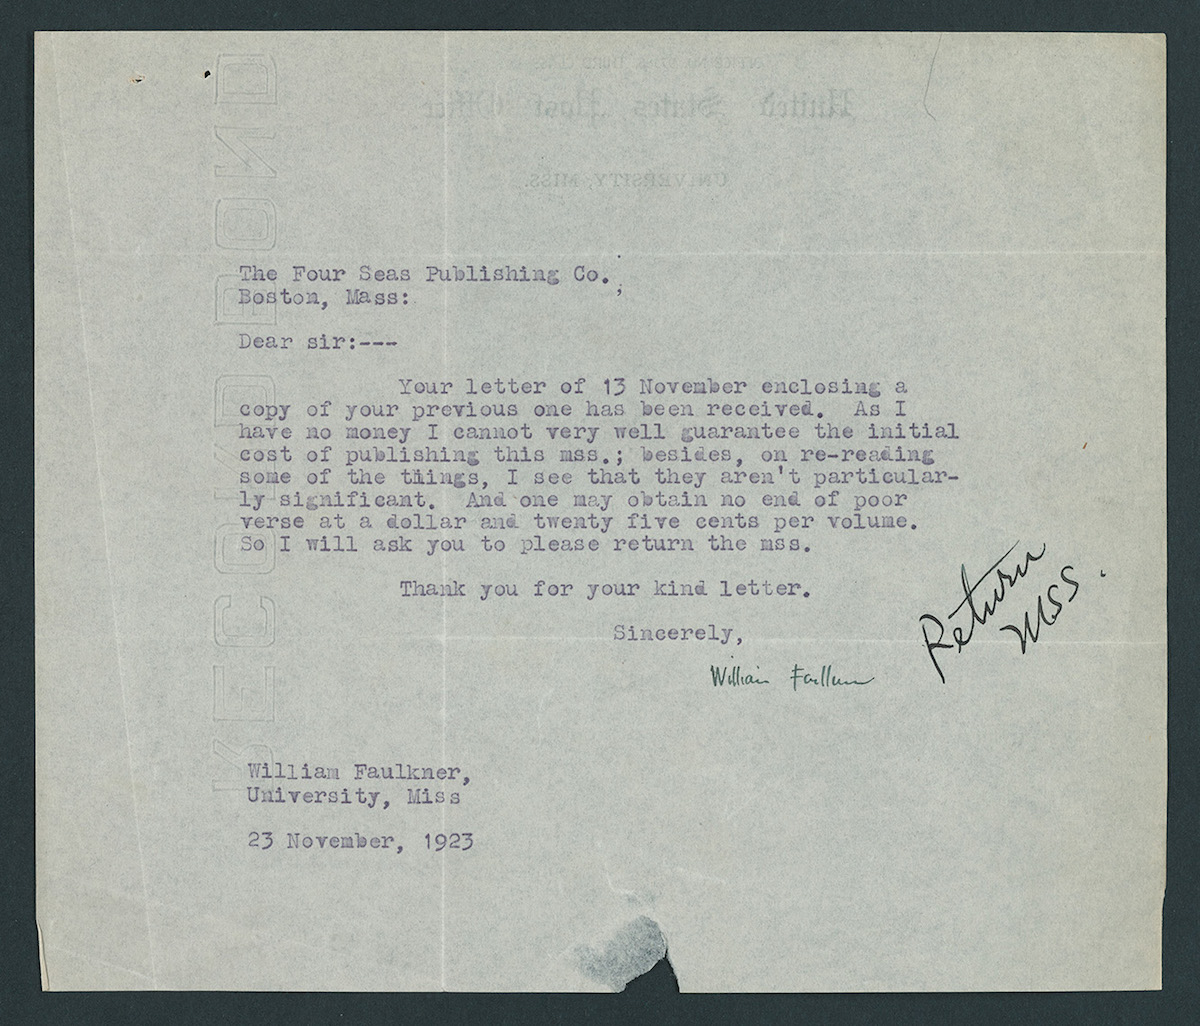 United States Post Office
UNIVERSITY, MISS.
The Four Seas Publishing Co.,
Boston, Mass:
Dear sir:---
Your letter of 13 November enclosing a
copy of your previous one has been received. As I
have no money I cannot very well guarantee the initial
cost of publishing this mss.; besides, on re-reading
some of the things, I see that they aren't particular-
ly significant. And one may obtain no end of poor
verse at a dollar and twenty five cents per volume.
So I will ask you to please return the mss.
Thank you for your kind letter.
Sincerely,
William Faulkner
Return
Mss.
William Faulkner,
University, Miss
23 November, 1923
RECORD BOND